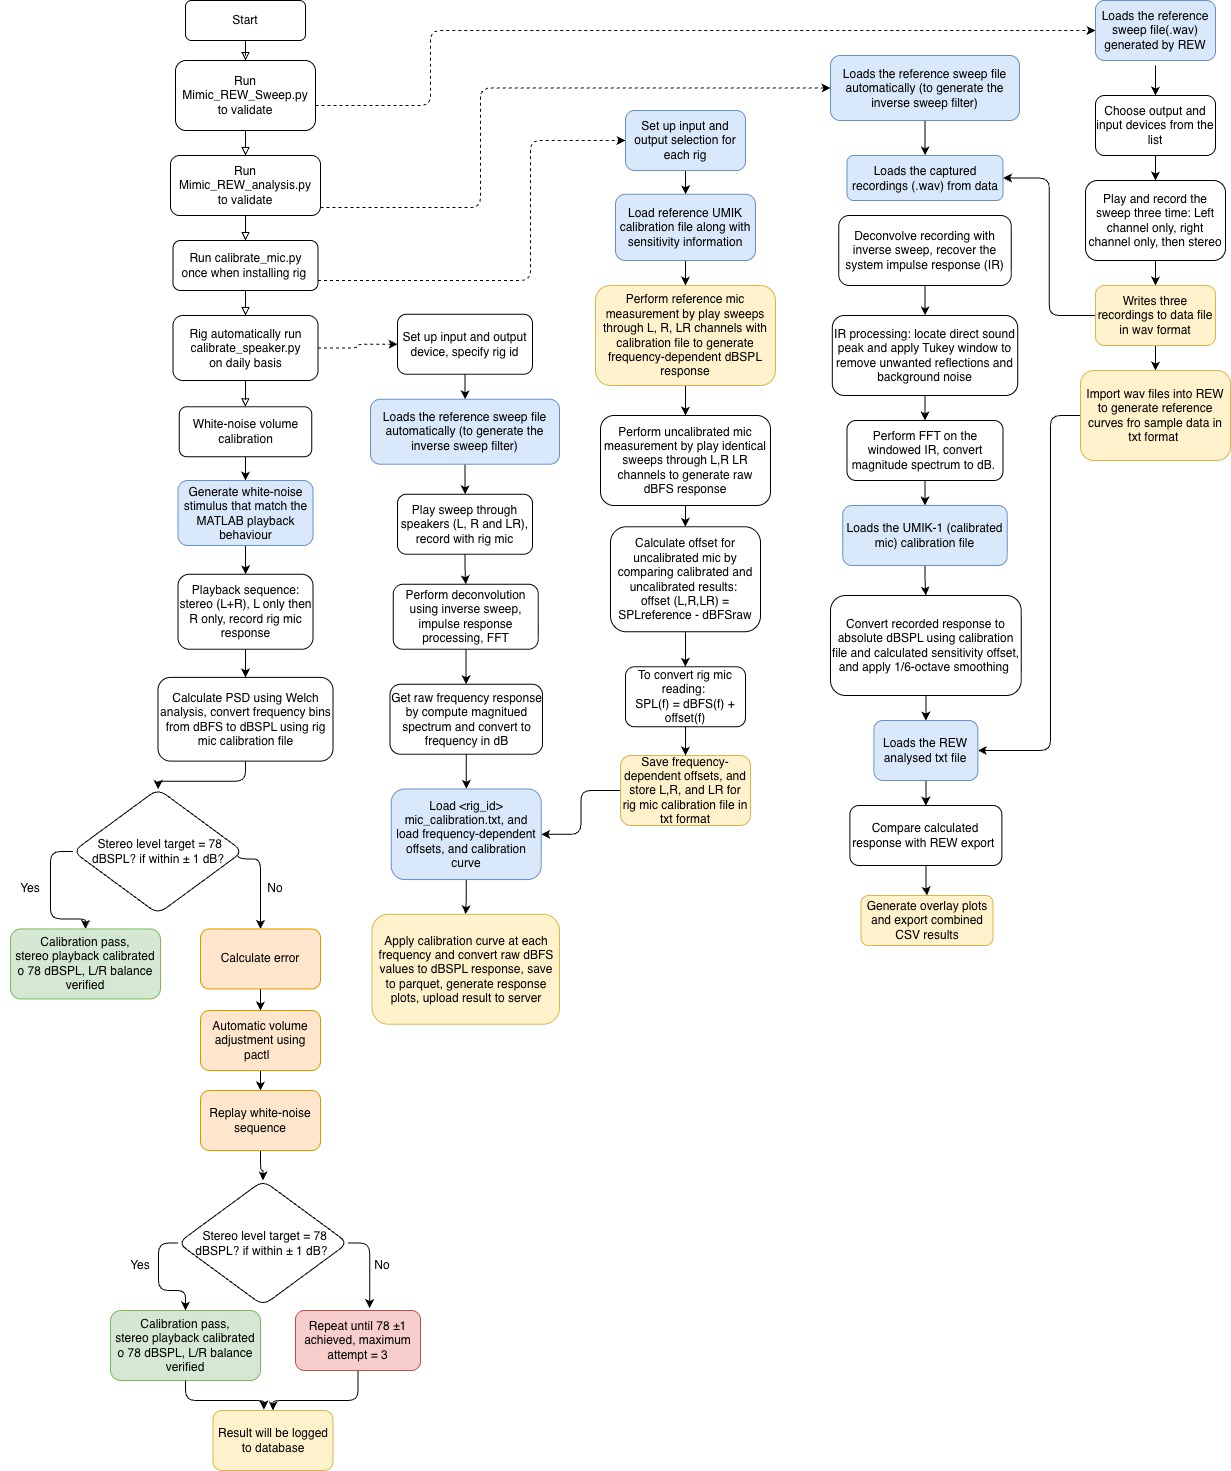 Start
Run
Mimic_REW_Sweep.py
to validate
Run
Mimic_REW_analysis.py
to validate
Run calibrate_mic.py
once when installing rig
Rig automatically run
calibrate_speaker.py
on daily basis
White-noise volume
calibration
Generate white-noise
stimulus that match the
MATLAB playback
behaviour
Playback sequence:
stereo (L+R), L only then
R only, record rig mic
response
Calculate PSD using Welch
analysis, convert frequency bins
from dBFS to dBSPL using rig
mic calibration file
Stereo level target = 78
dBSPL? if within ± 1 dB?
Yes
No
Calibration pass,
stereo playback calibrated
o 78 dBSPL, L/R balance
verified
Calculate error
Automatic volume
adjustment using
pactl
Replay white-noise
sequence
Stereo level target = 78
dBSPL? if within ± 1 dB?
Yes
No
Calibration pass,
stereo playback calibrated
o 78 dBSPL, L/R balance
verified
Repeat until 78 ±1
achieved, maximum
attempt = 3
Result will be logged
to database
Set up input and output
device, specify rig id
Loads the reference sweep file
automatically (to generate the
inverse sweep filter)
Play sweep through
speakers (L, R and LR),
record with rig mic
Perform deconvolution
using inverse sweep,
impulse response
processing, FFT
Get raw frequency response
by compute magnitued
spectrum and convert to
frequency in dB
Load <rig_id>
mic_calibration.txt, and
load frequency-dependent
offsets, and calibration
curve
Apply calibration curve at each
frequency and convert raw dBFS
values to dBSPL response, save
to parquet, generate response
plots, upload result to server
Set up input and
output selection for
each rig
Load reference UMIK
calibration file along with
sensitivity information
Perform reference mic
measurement by play sweeps
through L, R, LR channels with
calibration file to generate
frequency-dependent dBSPL
response
Perform uncalibrated mic
measurement by play identical
sweeps through L,R LR
channels to generate raw
dBFS response
Calculate offset for
uncalibrated mic by
comparing calibrated and
uncalibrated results:
offset (L,R,LR) =
SPLreference - dBFSraw
To convert rig mic
reading:
SPL(f) = dBFS(f) +
offset(f)
Save frequency-
dependent offsets, and
store L,R, and LR for
rig mic calibration file in
txt format
Loads the reference sweep file
automatically (to generate the
inverse sweep filter)
Loads the captured
recordings (.wav) from data
Deconvolve recording with
inverse sweep, recover the
system impulse response (IR)
IR processing: locate direct sound
peak and apply Tukey window to
remove unwanted reflections and
background noise
Perform FFT on the
windowed IR, convert
magnitude spectrum to dB.
Loads the UMIK-1 (calibrated
mic) calibration file
Convert recorded response to
absolute dBSPL using calibration
file and calculated sensitivity offset,
and apply 1/6-octave smoothing
Loads the REW
analysed txt file
Compare calculated
response with REW export
Generate overlay plots
and export combined
CSV results
Loads the reference
sweep file(.wav)
generated by REW
Choose output and
input devices from the
list
Play and record the
sweep three time: Left
channel only, right
channel only, then stereo
Writes three
recordings to data file
in wav format
Import wav files into REW
to generate reference
curves fro sample data in
txt format